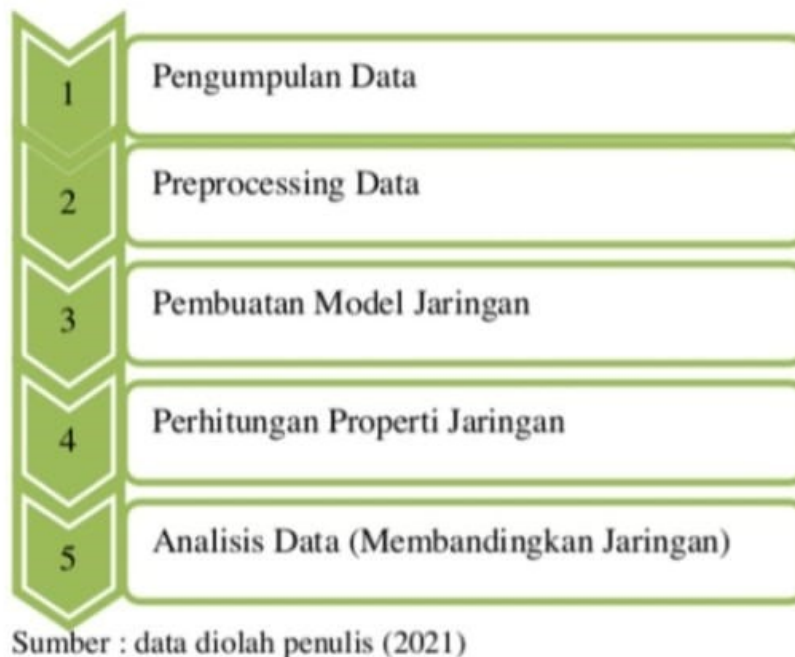 1
Pengumpulan Data
2
Preprocessing Data
3
Pembuatan Model Jaringan
4
Perhitungan Properti Jaringan
5
Analisis Data (Membandingkan Jaringan)
Sumber : data diolah penulis (2021)